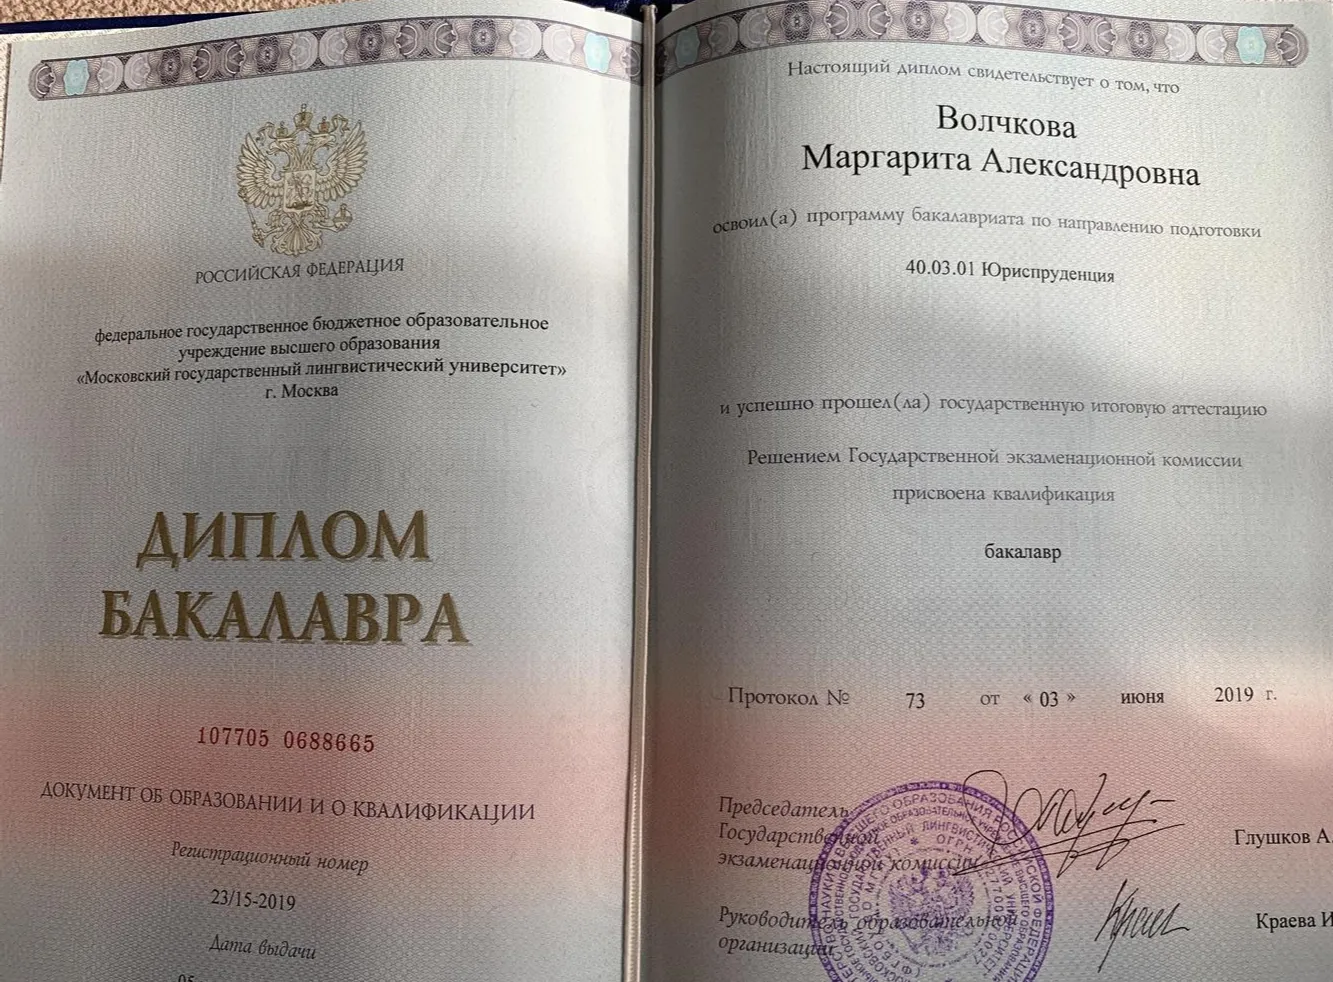 РОССИЙСКАЯ ФЕДЕРАЦИЯ
федеральное государственное бюджетное образовательное
учреждение высшего образования
«Московский государственный лингвистический университет»
г. Москва
ДИПЛОМ
БАКАЛАВРА
107705 0688665
ДОКУМЕНТ ОБ ОБРАЗОВАНИИ И О КВАЛИФИКАЦИИ
Регистрационный номер
23/15-2019
Дата выдачи
05
Настоящий диплом свидетельствует о том, что
Волчкова
Маргарита Александровна
освоил(а) программу бакалавриата по направлению подготовки
40.03.01 Юриспруденция
и успешно прошел(ла) государственную итоговую аттестацию
Решением Государственной экзаменационной комиссии
присвоена квалификация
бакалавр
Протокол № 73 от « 03 » июня 2019 г.
Председатель
Государственной
экзаменационной комиссии
Глушков А.
Руководитель образовательной
организации
Краева И